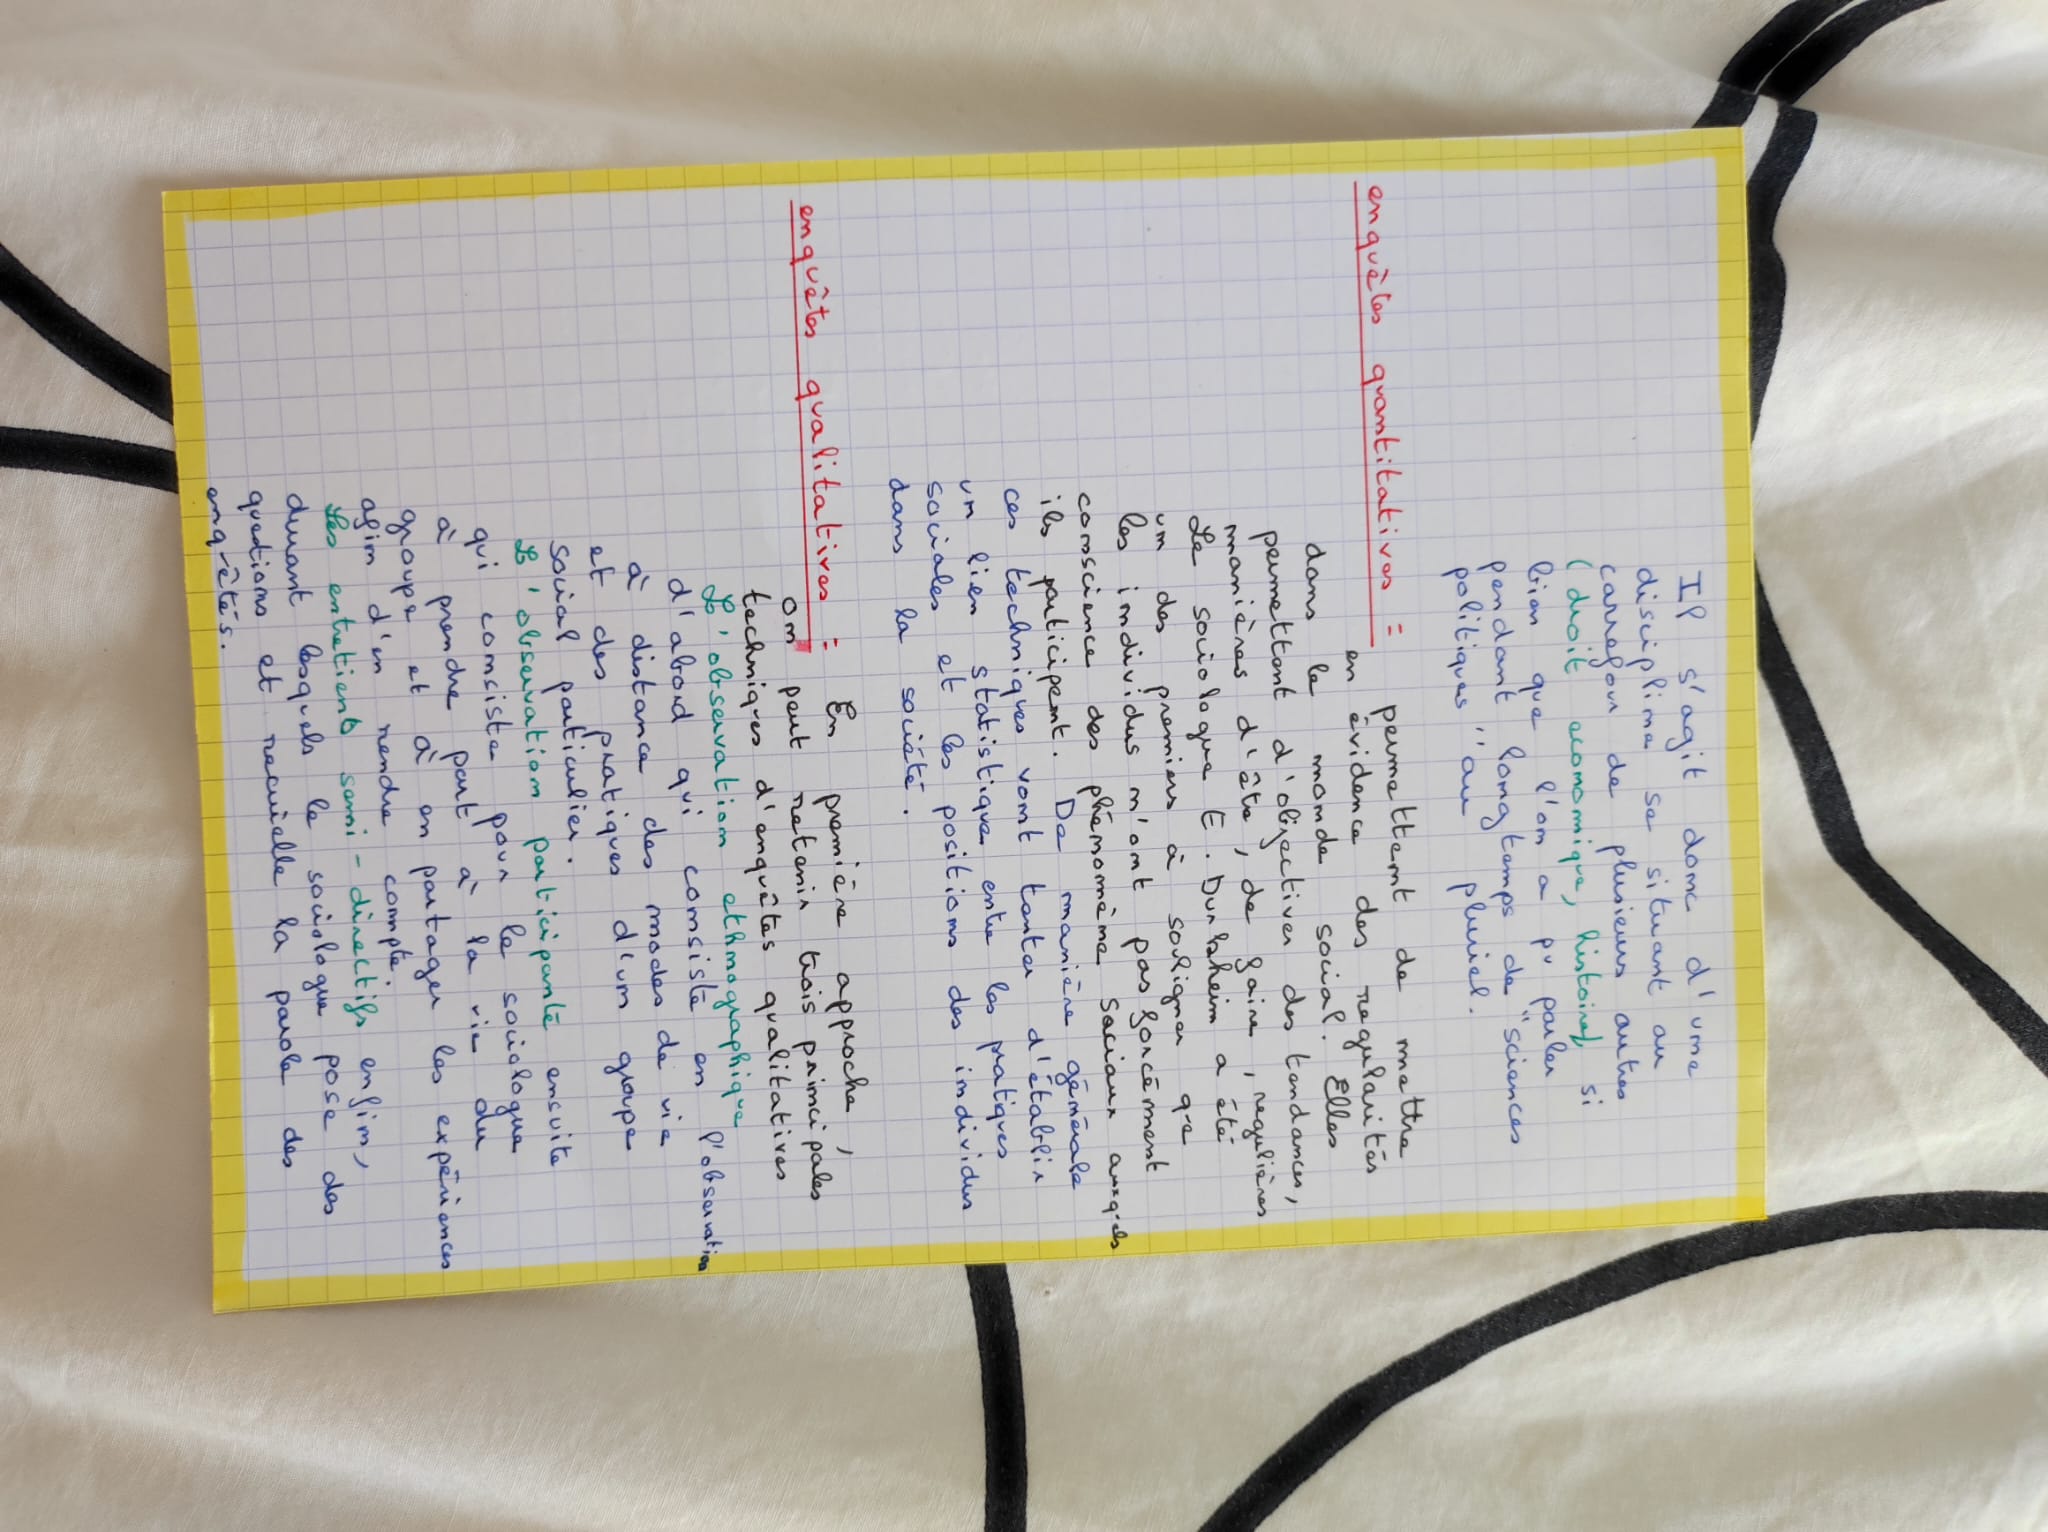 Il s'agit donc d'une
discipline se situant au
carrefour de plusieurs autres
(droit économique, histoire) si
bien que l'on a pu parler
pendant longtemps de "sciences
politiques" au pluriel.
enquêtes quantitatives : permettent de mettre
en évidence des regularités
dans le monde social. Elles
permettent d'objectiver des tendances,
manières d'être, de faire, regulières
Le sociologue E. Durkheim a été
un des premiers à souligner que
les individus n'ont pas forcément
conscience des phénomène sociaux auxquels
ils participent. De manière générale
ces techniques vont tenter d'établir
un lien statistique entre les pratiques
sociales et les positions des individus
dans la société.
enquêtes qualitatives : En première approche,
on peut retenir trois principales
techniques d'enquêtes qualitatives
L'observation ethnographique
d'abord qui consiste en l'observation
à distance des modes de vie
et des pratiques d'un groupe
social particulier.
L'observation participante ensuite
qui consiste pour le sociologue
à prendre part à la vie du
groupe et à en partager les expériences
afin d'en rendre compte.
Les entretients semi-directifs enfin,
durant lesquels le sociologue pose des
questions et recueille la parole des
enquêtés.